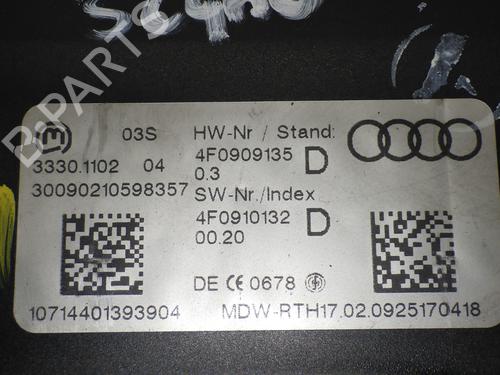 B-PARTS
03S
HW-Nr / Stand:
3330.1102 04
4F0909135 D
0.3
30090210598357
SW-Nr./Index
4F0910132 D
00.20
DE CE 0678
10714401393904
MDW-RTH17.02.0925170418